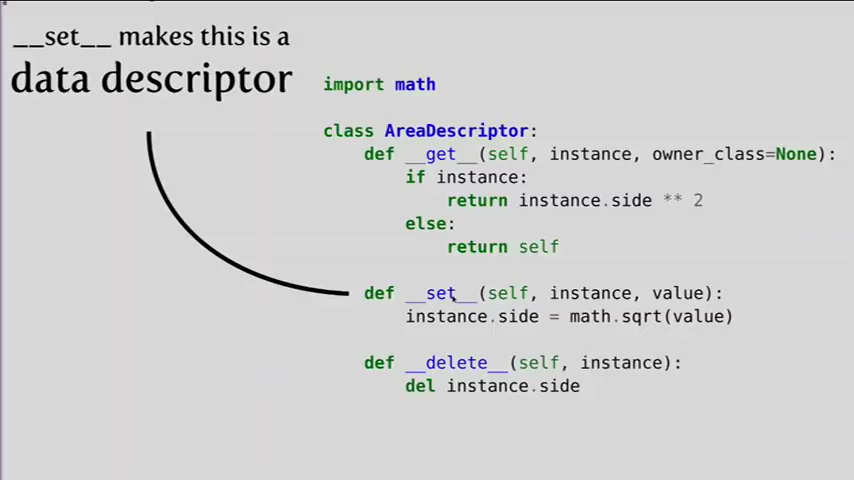 __set__ makes this is a
data descriptor
import math
class AreaDescriptor:
    def __get__(self, instance, owner_class=None):
        if instance:
            return instance.side ** 2
        else:
            return self
    def __set__(self, instance, value):
        instance.side = math.sqrt(value)
    def __delete__(self, instance):
        del instance.side